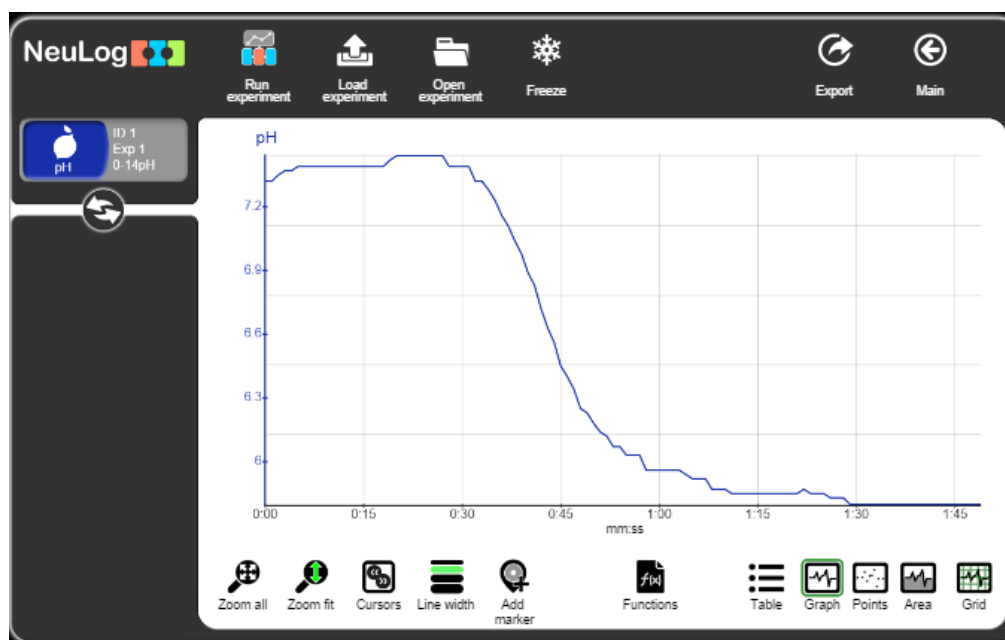 NeuLog
Run
experiment
Load
experiment
Open
experiment
Freeze
Export
Main
pH
ID 1
Exp 1
0-14pH
pH
7.2
6.9
6.6
6.3
6
0:00
0:15
0:30
0:45
1:00
1:15
1:30
1:45
mm:ss
Zoom all
Zoom fit
Cursors
Line width
Add
marker
f(x)
Functions
Table
Graph
Points
Area
Grid